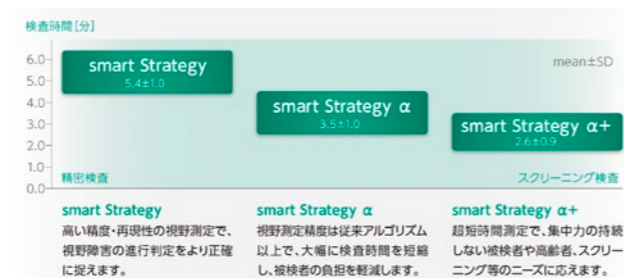 検査時間[分]
6.0
5.0
4.0
3.0
2.0
1.0
0.0
smart Strategy
5.4±1.0
smart Strategy α
3.5±1.0
smart Strategy α+
2.6±0.9
mean±SD
精密検査
スクリーニング検査
smart Strategy
高い精度・再現性の視野測定で、
視野障害の進行判定をより正確
に捉えます。
smart Strategy α
視野測定精度は従来アルゴリズム
以上で、大幅に検査時間を短縮
し、被検者の負担を軽減します。
smart Strategy α+
超短時間測定で、集中力の持続
しない被検者や高齢者、スクリー
ニング等のニーズに応えます。